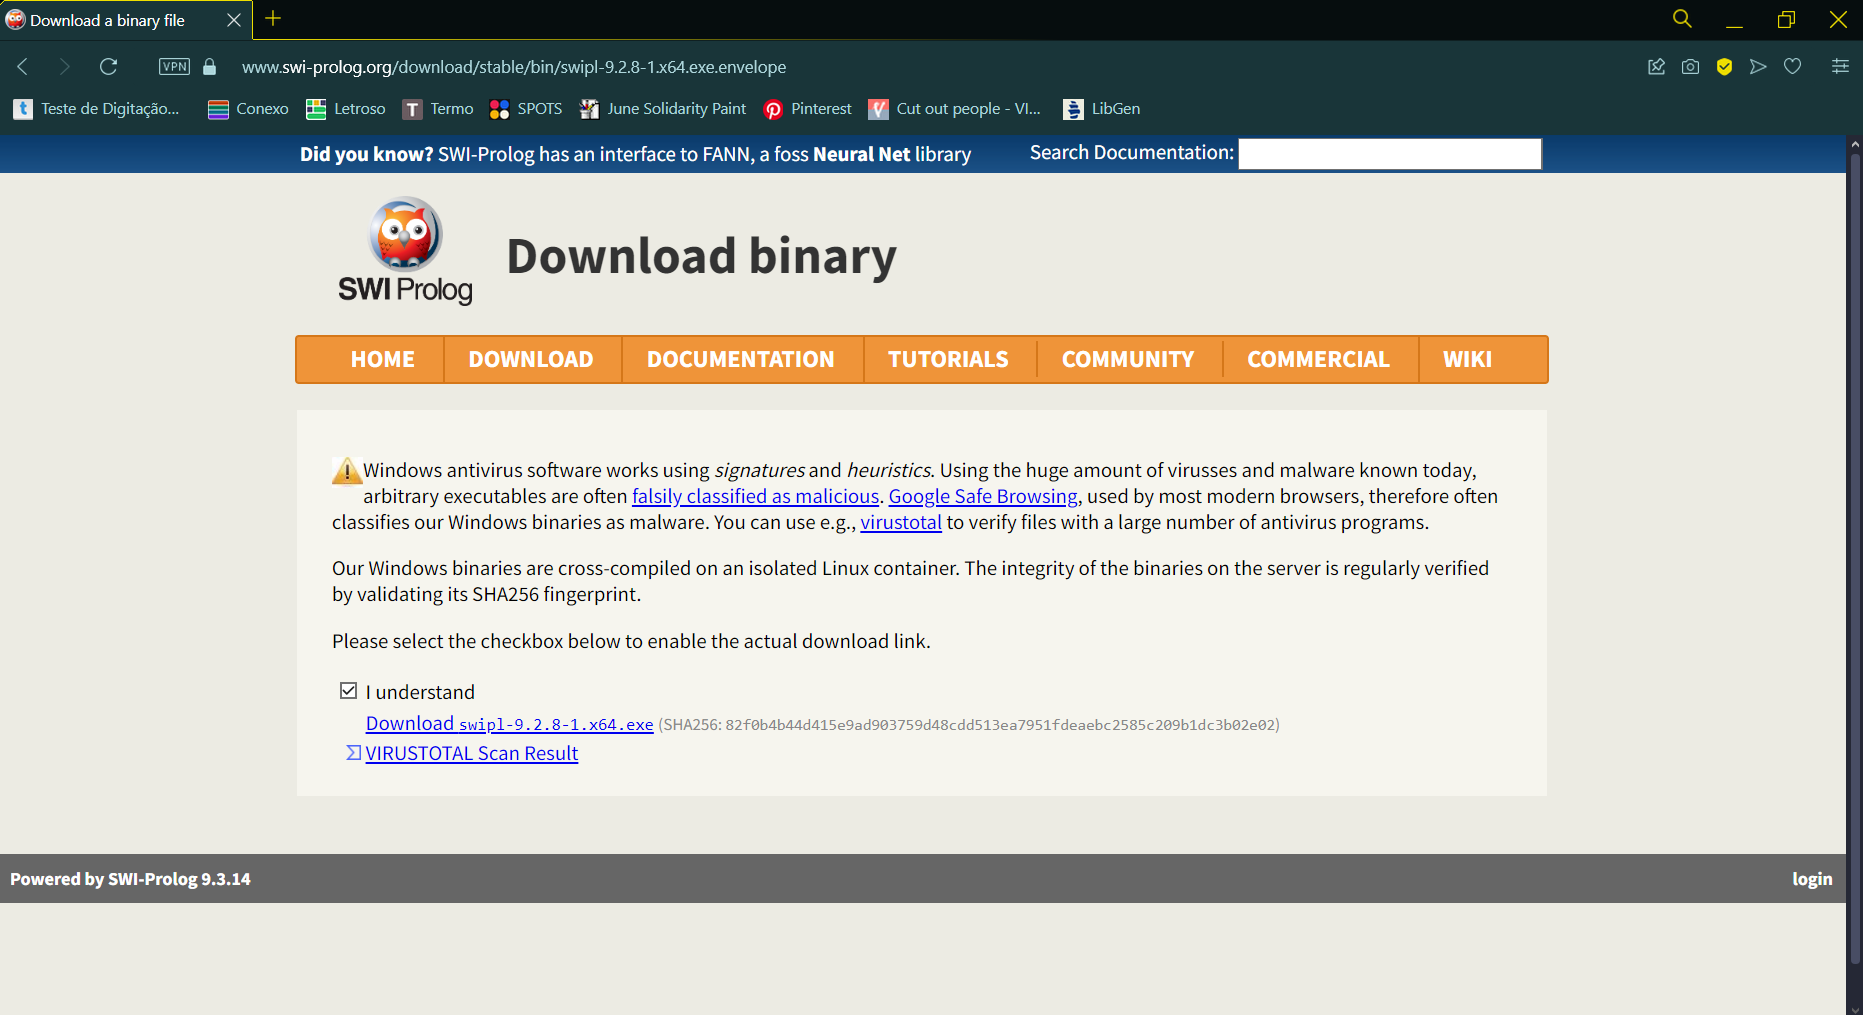 Download a binary file
VPN
www.swi-prolog.org/download/stable/bin/swipl-9.2.8-1.x64.exe.envelope
t Teste de Digitação... Conexo Letroso T Termo SPOTS June Solidarity Paint Pinterest Cut out people - VI... LibGen
Did you know? SWI-Prolog has an interface to FANN, a foss Neural Net library Search Documentation:
SWI Prolog
Download binary
HOME DOWNLOAD DOCUMENTATION TUTORIALS COMMUNITY COMMERCIAL WIKI
Windows antivirus software works using signatures and heuristics. Using the huge amount of virusses and malware known today,
arbitrary executables are often falsily classified as malicious. Google Safe Browsing, used by most modern browsers, therefore often
classifies our Windows binaries as malware. You can use e.g., virustotal to verify files with a large number of antivirus programs.
Our Windows binaries are cross-compiled on an isolated Linux container. The integrity of the binaries on the server is regularly verified
by validating its SHA256 fingerprint.
Please select the checkbox below to enable the actual download link.
I understand
Download swipl-9.2.8-1.x64.exe (SHA256: 82f0b4b44d415e9ad903759d48cdd513ea7951fdeaebc2585c209b1dc3b02e02)
VIRUSTOTAL Scan Result
Powered by SWI-Prolog 9.3.14 login